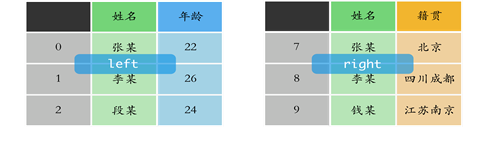 姓名 年龄
0 张某 22
left
1 李某 26
2 段某 24
姓名 籍贯
7 张某 北京
right
8 李某 四川成都
9 钱某 江苏南京